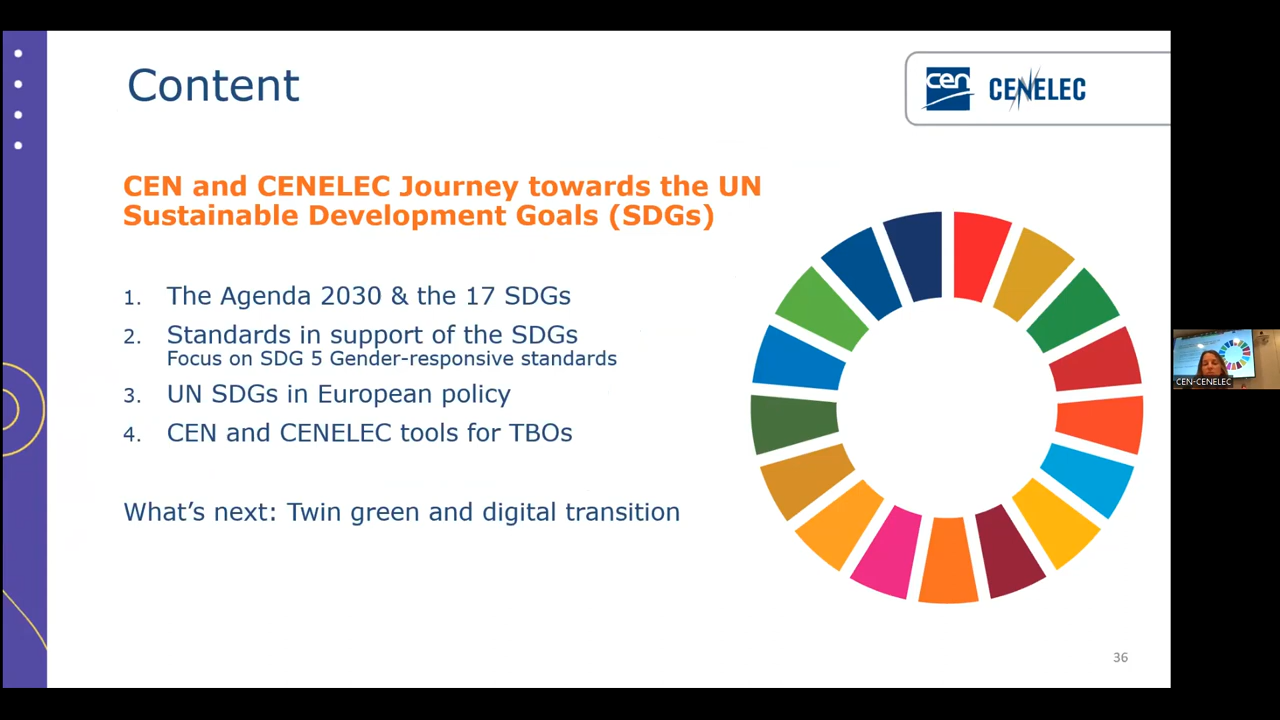 Content
cen CENELEC
CEN and CENELEC Journey towards the UN
Sustainable Development Goals (SDGs)
1. The Agenda 2030 & the 17 SDGs
2. Standards in support of the SDGs
Focus on SDG 5 Gender-responsive standards
3. UN SDGs in European policy
4. CEN and CENELEC tools for TBOs
What’s next: Twin green and digital transition
36
CEN-CENELEC